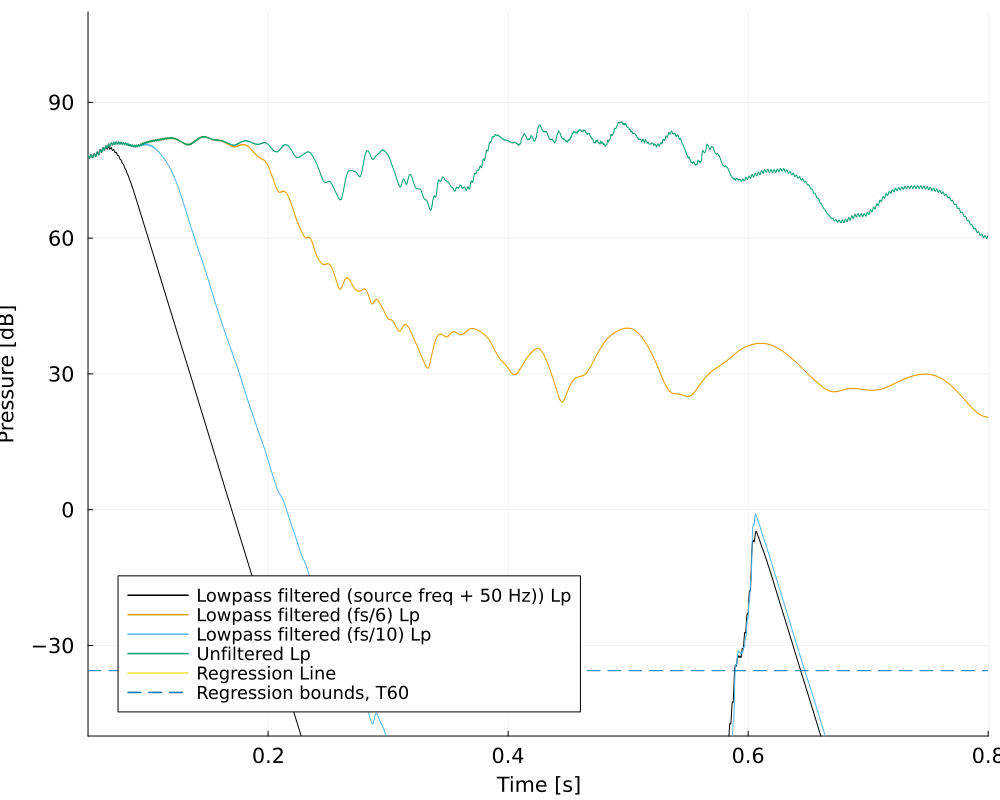 90
60
30
0
−30
Pressure [dB]
Lowpass filtered (source freq + 50 Hz)) Lp
Lowpass filtered (fs/6) Lp
Lowpass filtered (fs/10) Lp
Unfiltered Lp
Regression Line
Regression bounds, T60
0.2
0.4
0.6
0.8
Time [s]